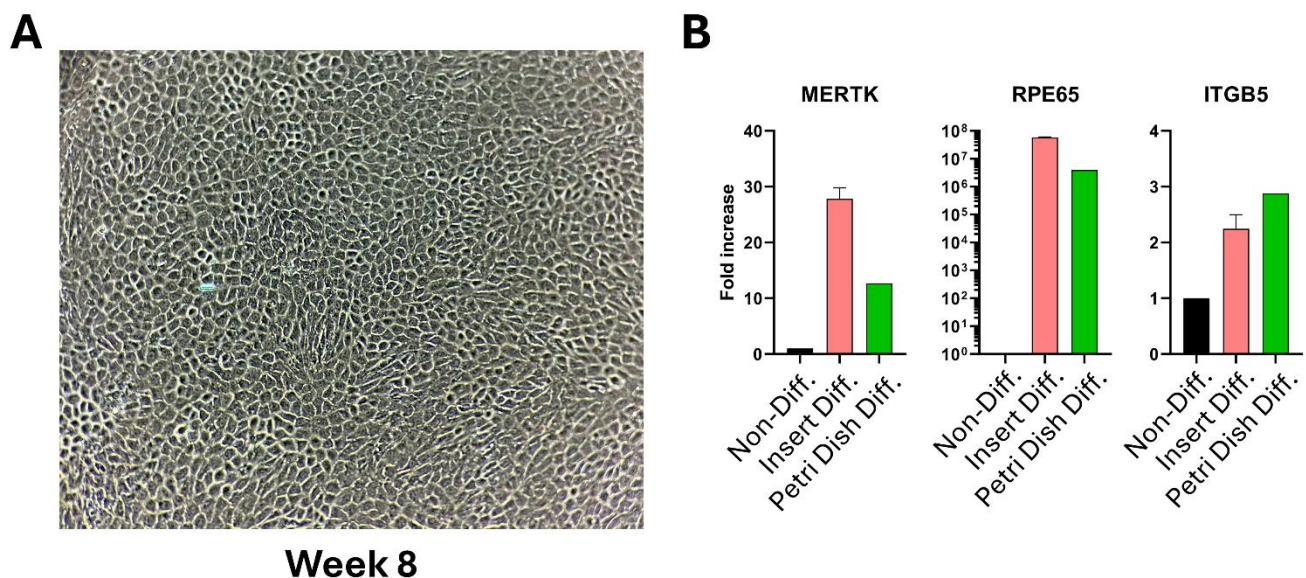 A
B
Week 8
MERTK
RPE65
ITGB5
Fold increase
40
30
20
10
0
10⁸
10⁷
10⁶
10⁵
10⁴
10³
10²
10¹
10⁰
4
3
2
1
0
Non-Diff.
Insert Diff.
Petri Dish Diff.
Non-Diff.
Insert Diff.
Petri Dish Diff.
Non-Diff.
Insert Diff.
Petri Dish Diff.